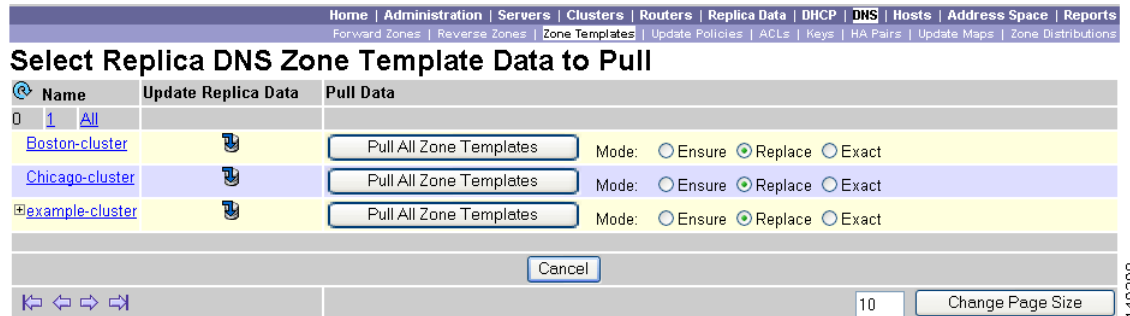 Home | Administration | Servers | Clusters | Routers | Replica Data | DHCP | DNS | Hosts | Address Space | Reports
Forward Zones | Reverse Zones | Zone Templates | Update Policies | ACLs | Keys | HA Pairs | Update Maps | Zone Distributions
Select Replica DNS Zone Template Data to Pull
Name Update Replica Data Pull Data
0 1 All
Boston-cluster Pull All Zone Templates Mode: Ensure Replace Exact
Chicago-cluster Pull All Zone Templates Mode: Ensure Replace Exact
example-cluster Pull All Zone Templates Mode: Ensure Replace Exact
Cancel
10 Change Page Size